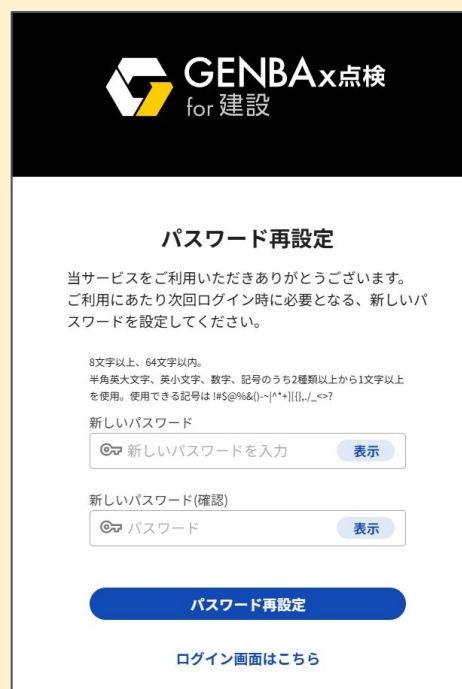 GENBAx点検
for 建設
パスワード再設定
当サービスをご利用いただきありがとうございます。
ご利用にあたり次回ログイン時に必要となる、新しいパ
スワードを設定してください。
8文字以上、64文字以内。
半角英大文字、英小文字、数字、記号のうち2種類以上から1文字以上
を使用。使用できる記号は !#$@%&()-~|^*+][{},./_<>?
新しいパスワード
新しいパスワードを入力 表示
新しいパスワード(確認)
パスワード 表示
パスワード再設定
ログイン画面はこちら